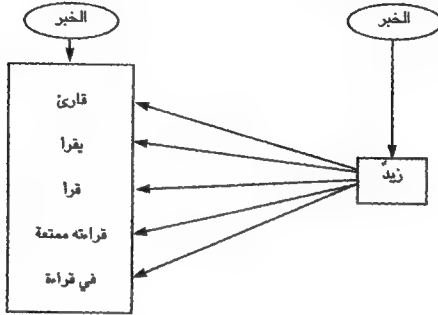 الخبر
الخبر
زيدٌ
قارئ
يقرا
قرا
قراءته ممتعة
في قراءة